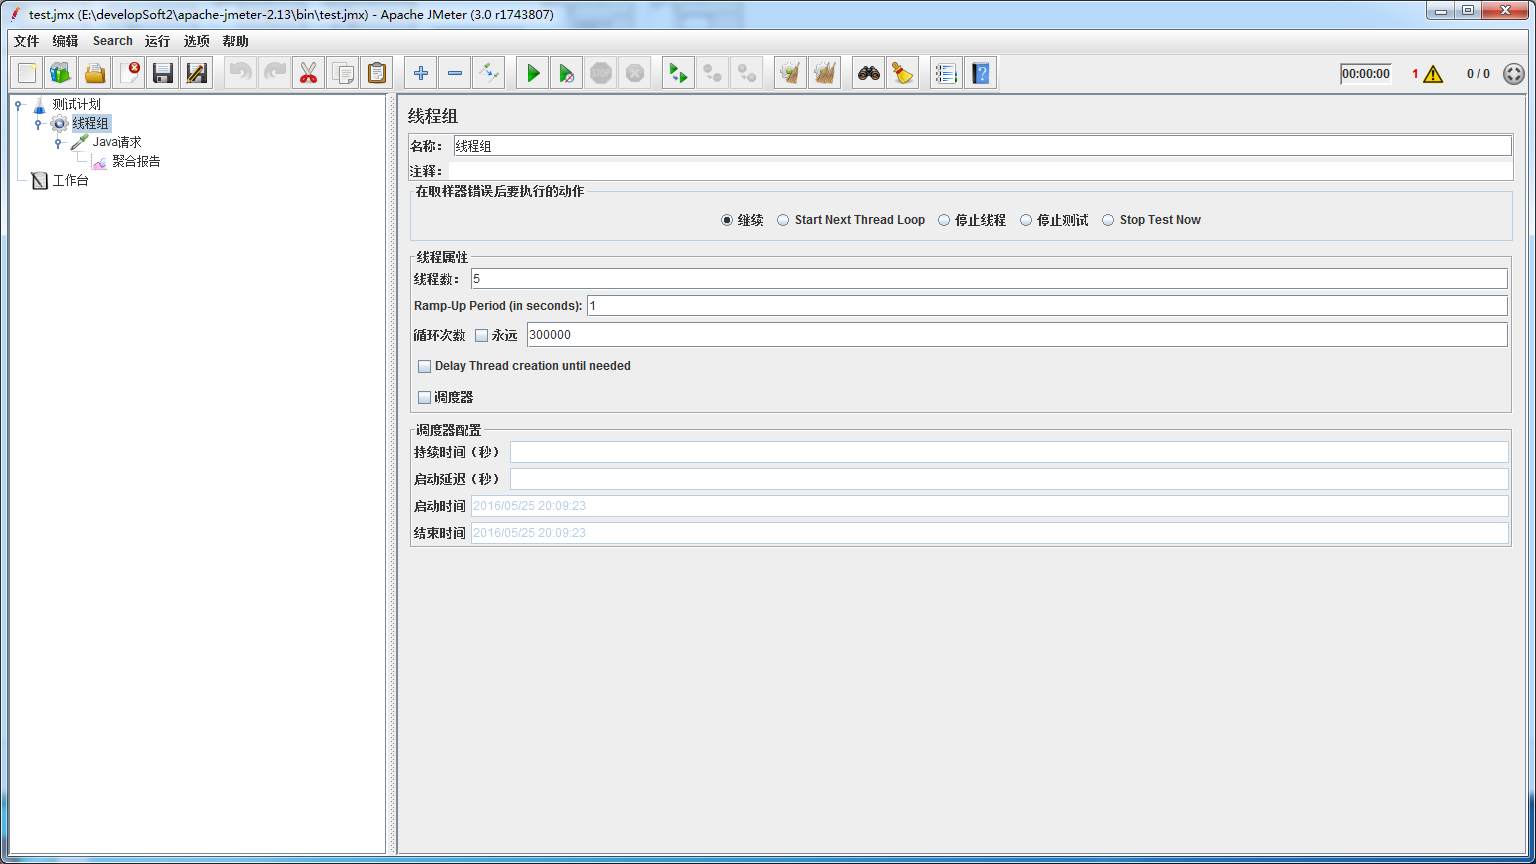 test.jmx (E:\developSoft2\apache-jmeter-2.13\bin\test.jmx) - Apache JMeter (3.0 r1743807)
文件 编辑 Search 运行 选项 帮助
STOP
00:00:00 1 0 / 0
测试计划
线程组
Java请求
聚合报告
工作台
线程组
名称： 线程组
注释：
在取样器错误后要执行的动作
继续 Start Next Thread Loop 停止线程 停止测试 Stop Test Now
线程属性
线程数： 5
Ramp-Up Period (in seconds): 1
循环次数 永远 300000
Delay Thread creation until needed
调度器
调度器配置
持续时间（秒）
启动延迟（秒）
启动时间 2016/05/25 20:09:23
结束时间 2016/05/25 20:09:23